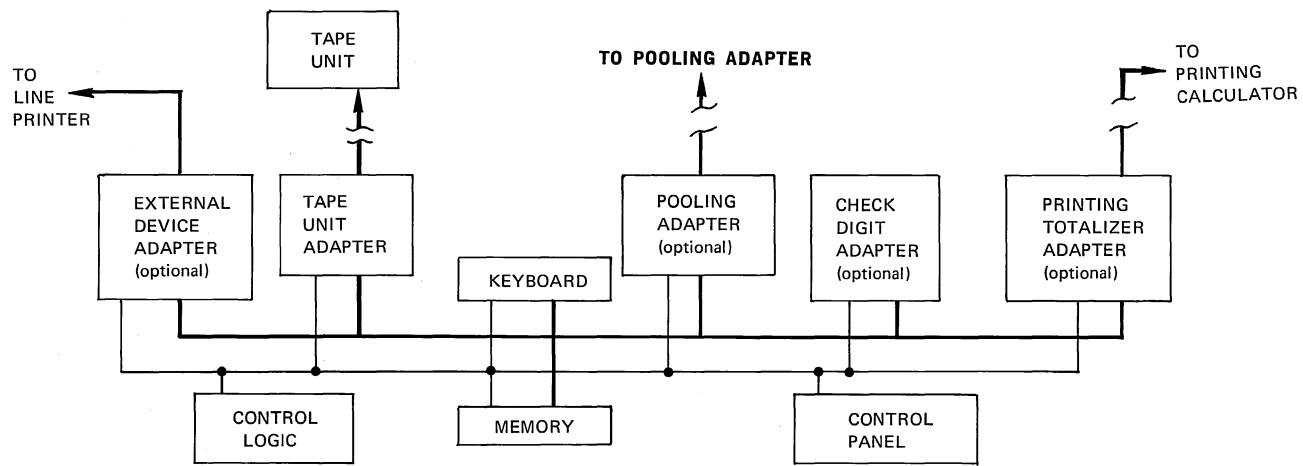 TAPE
UNIT
TO POOLING ADAPTER
TO
PRINTING
CALCULATOR
TO
LINE
PRINTER
EXTERNAL
DEVICE
ADAPTER
(optional)
TAPE
UNIT
ADAPTER
POOLING
ADAPTER
(optional)
CHECK
DIGIT
ADAPTER
(optional)
PRINTING
TOTALIZER
ADAPTER
(optional)
KEYBOARD
CONTROL
LOGIC
MEMORY
CONTROL
PANEL